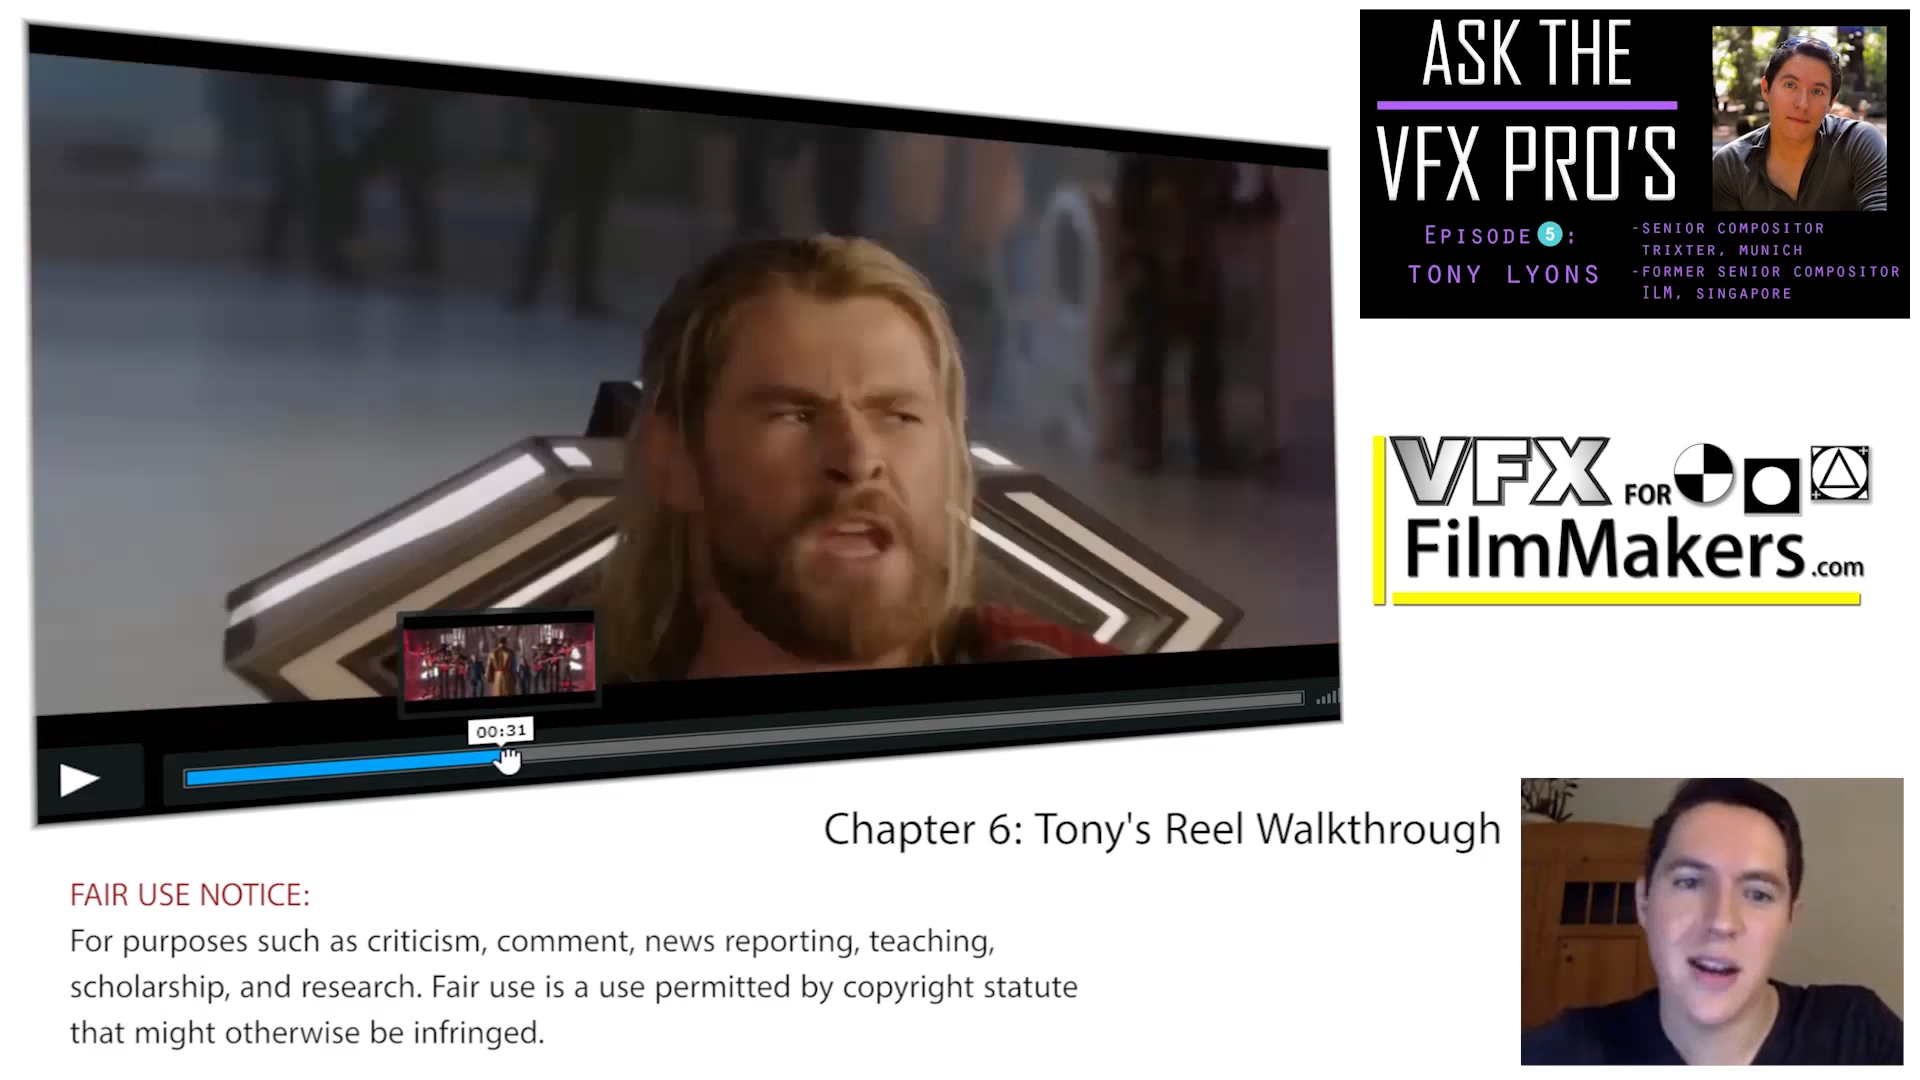 ASK THE
VFX PRO'S
EPISODE 5:
TONY LYONS
-SENIOR COMPOSITOR
TRIXTER, MUNICH
-FORMER SENIOR COMPOSITOR
ILM, SINGAPORE
VFX FOR
FilmMakers.com
00:31
Chapter 6: Tony's Reel Walkthrough
FAIR USE NOTICE:
For purposes such as criticism, comment, news reporting, teaching,
scholarship, and research. Fair use is a use permitted by copyright statute
that might otherwise be infringed.